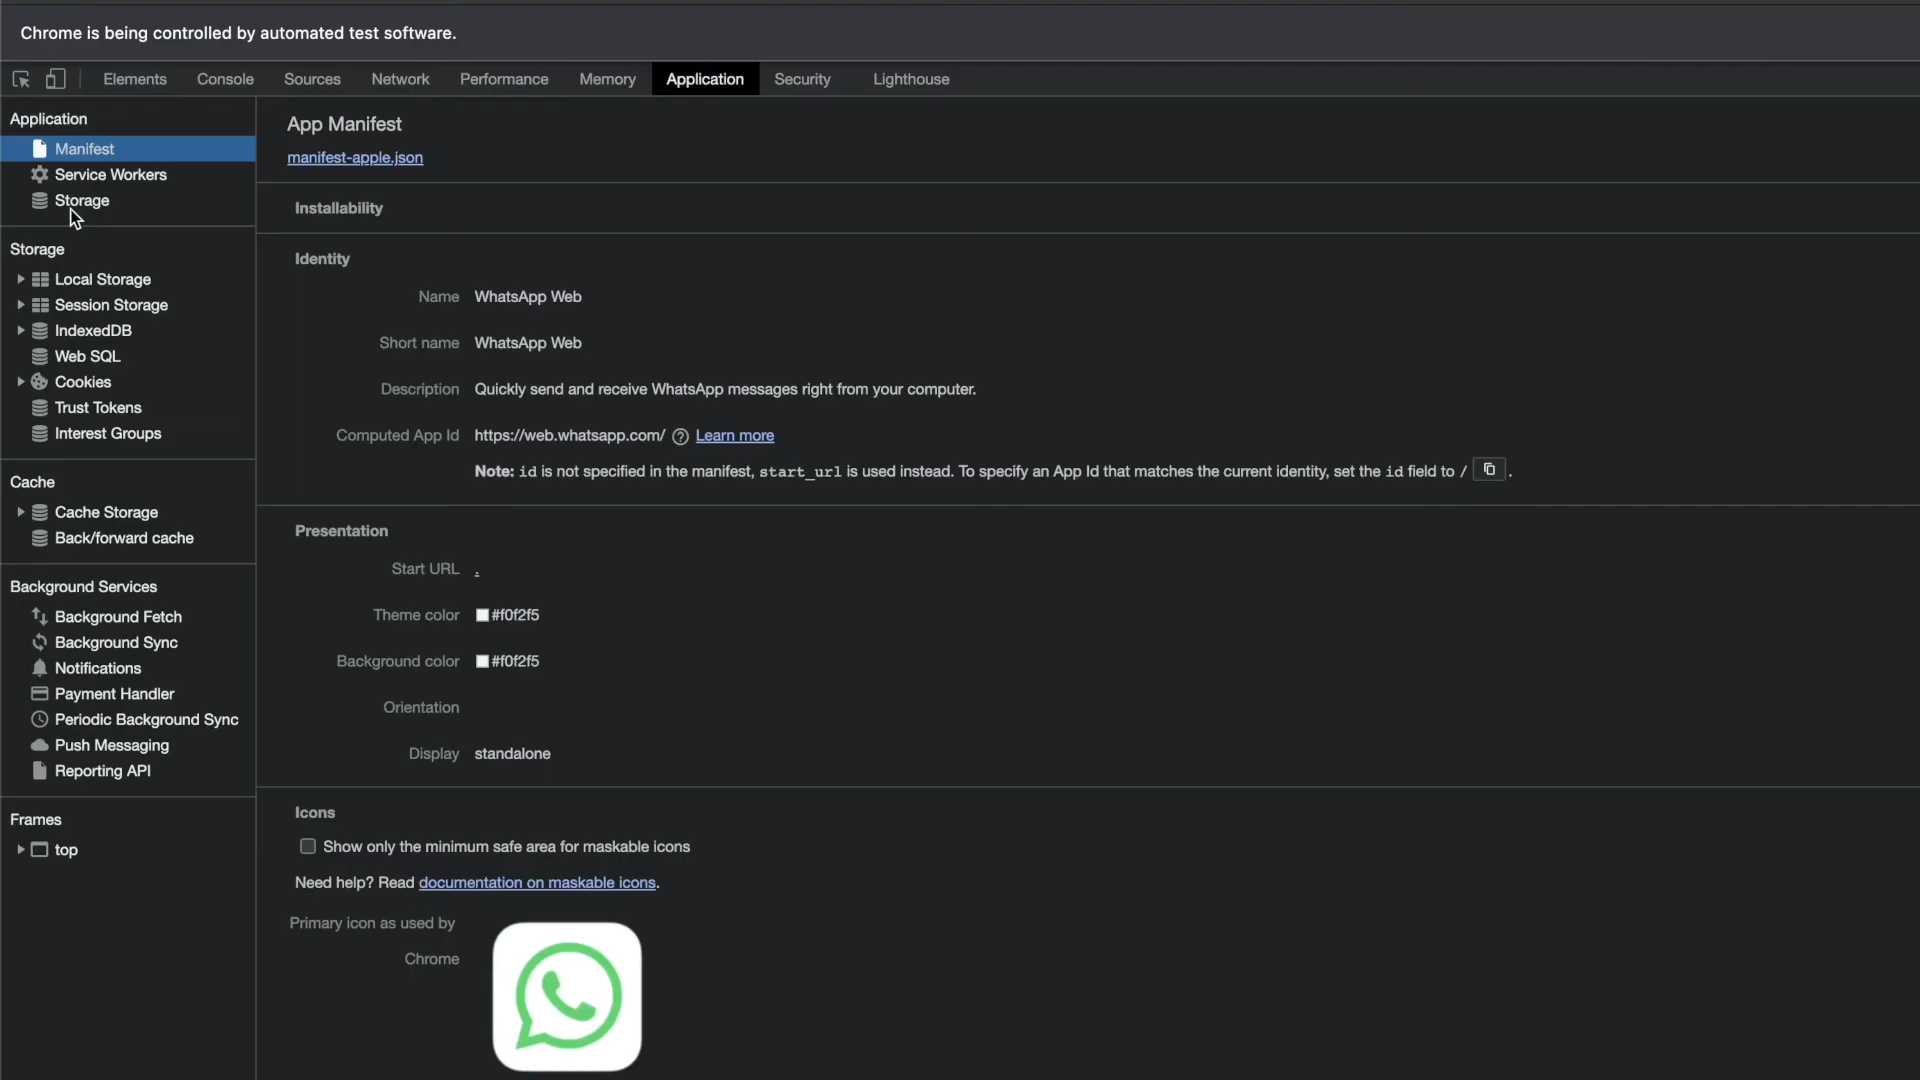 Chrome is being controlled by automated test software.
Elements Console Sources Network Performance Memory Application Security Lighthouse
Application
Manifest
Service Workers
Storage
Storage
Local Storage
Session Storage
IndexedDB
Web SQL
Cookies
Trust Tokens
Interest Groups
Cache
Cache Storage
Back/forward cache
Background Services
Background Fetch
Background Sync
Notifications
Payment Handler
Periodic Background Sync
Push Messaging
Reporting API
Frames
top
App Manifest
manifest-apple.json
Installability
Identity
Name WhatsApp Web
Short name WhatsApp Web
Description Quickly send and receive WhatsApp messages right from your computer.
Computed App Id https://web.whatsapp.com/ ? Learn more
Note: id is not specified in the manifest, start_url is used instead. To specify an App Id that matches the current identity, set the id field to / .
Presentation
Start URL .
Theme color #f0f2f5
Background color #f0f2f5
Orientation
Display standalone
Icons
Show only the minimum safe area for maskable icons
Need help? Read documentation on maskable icons.
Primary icon as used by
Chrome